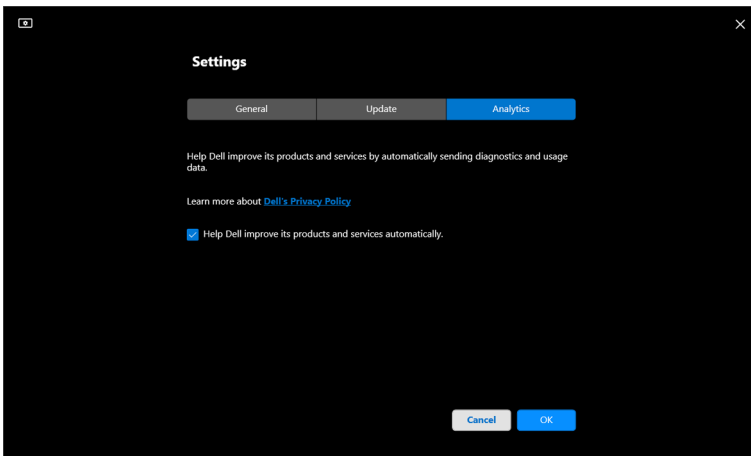 Settings
General
Update
Analytics
Help Dell improve its products and services by automatically sending diagnostics and usage
data.
Learn more about Dell's Privacy Policy
Help Dell improve its products and services automatically.
Cancel
OK